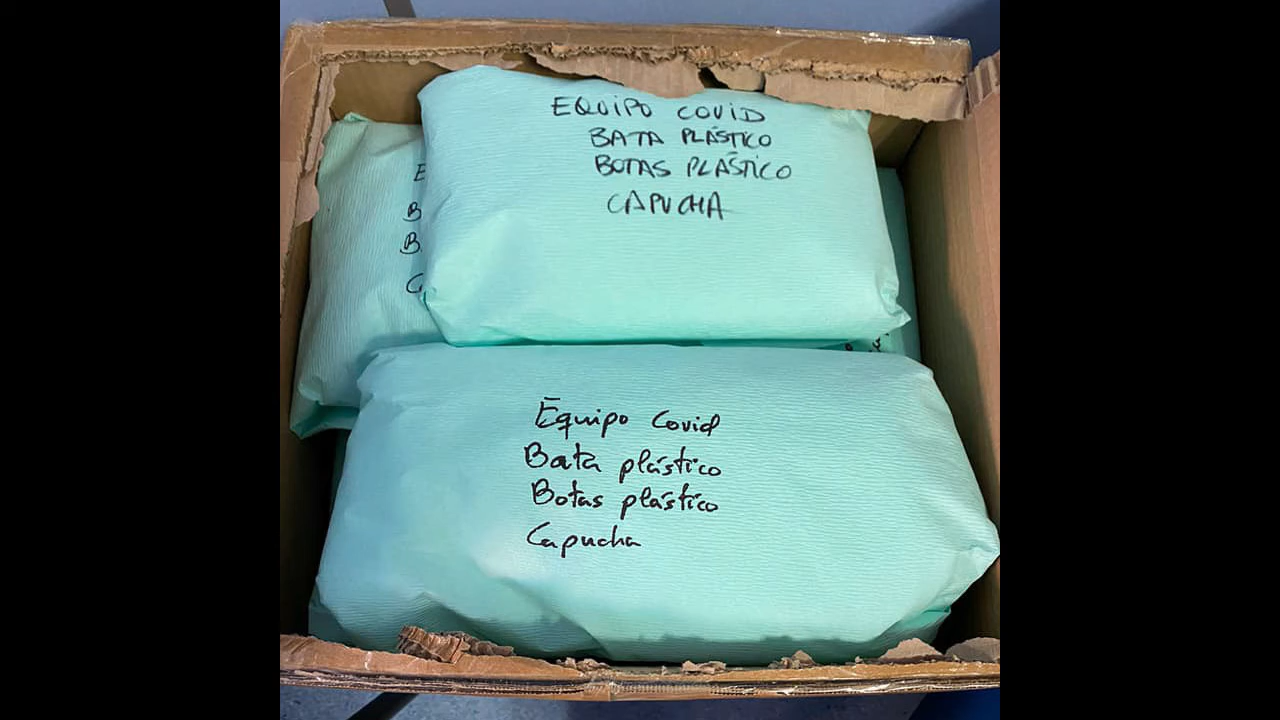 EQUIPO COVID
BATA PLÁSTICO
BOTAS PLÁSTICO
CAPUCHA
Equipo Covid
Bata plástico
Botas plástico
Capucha